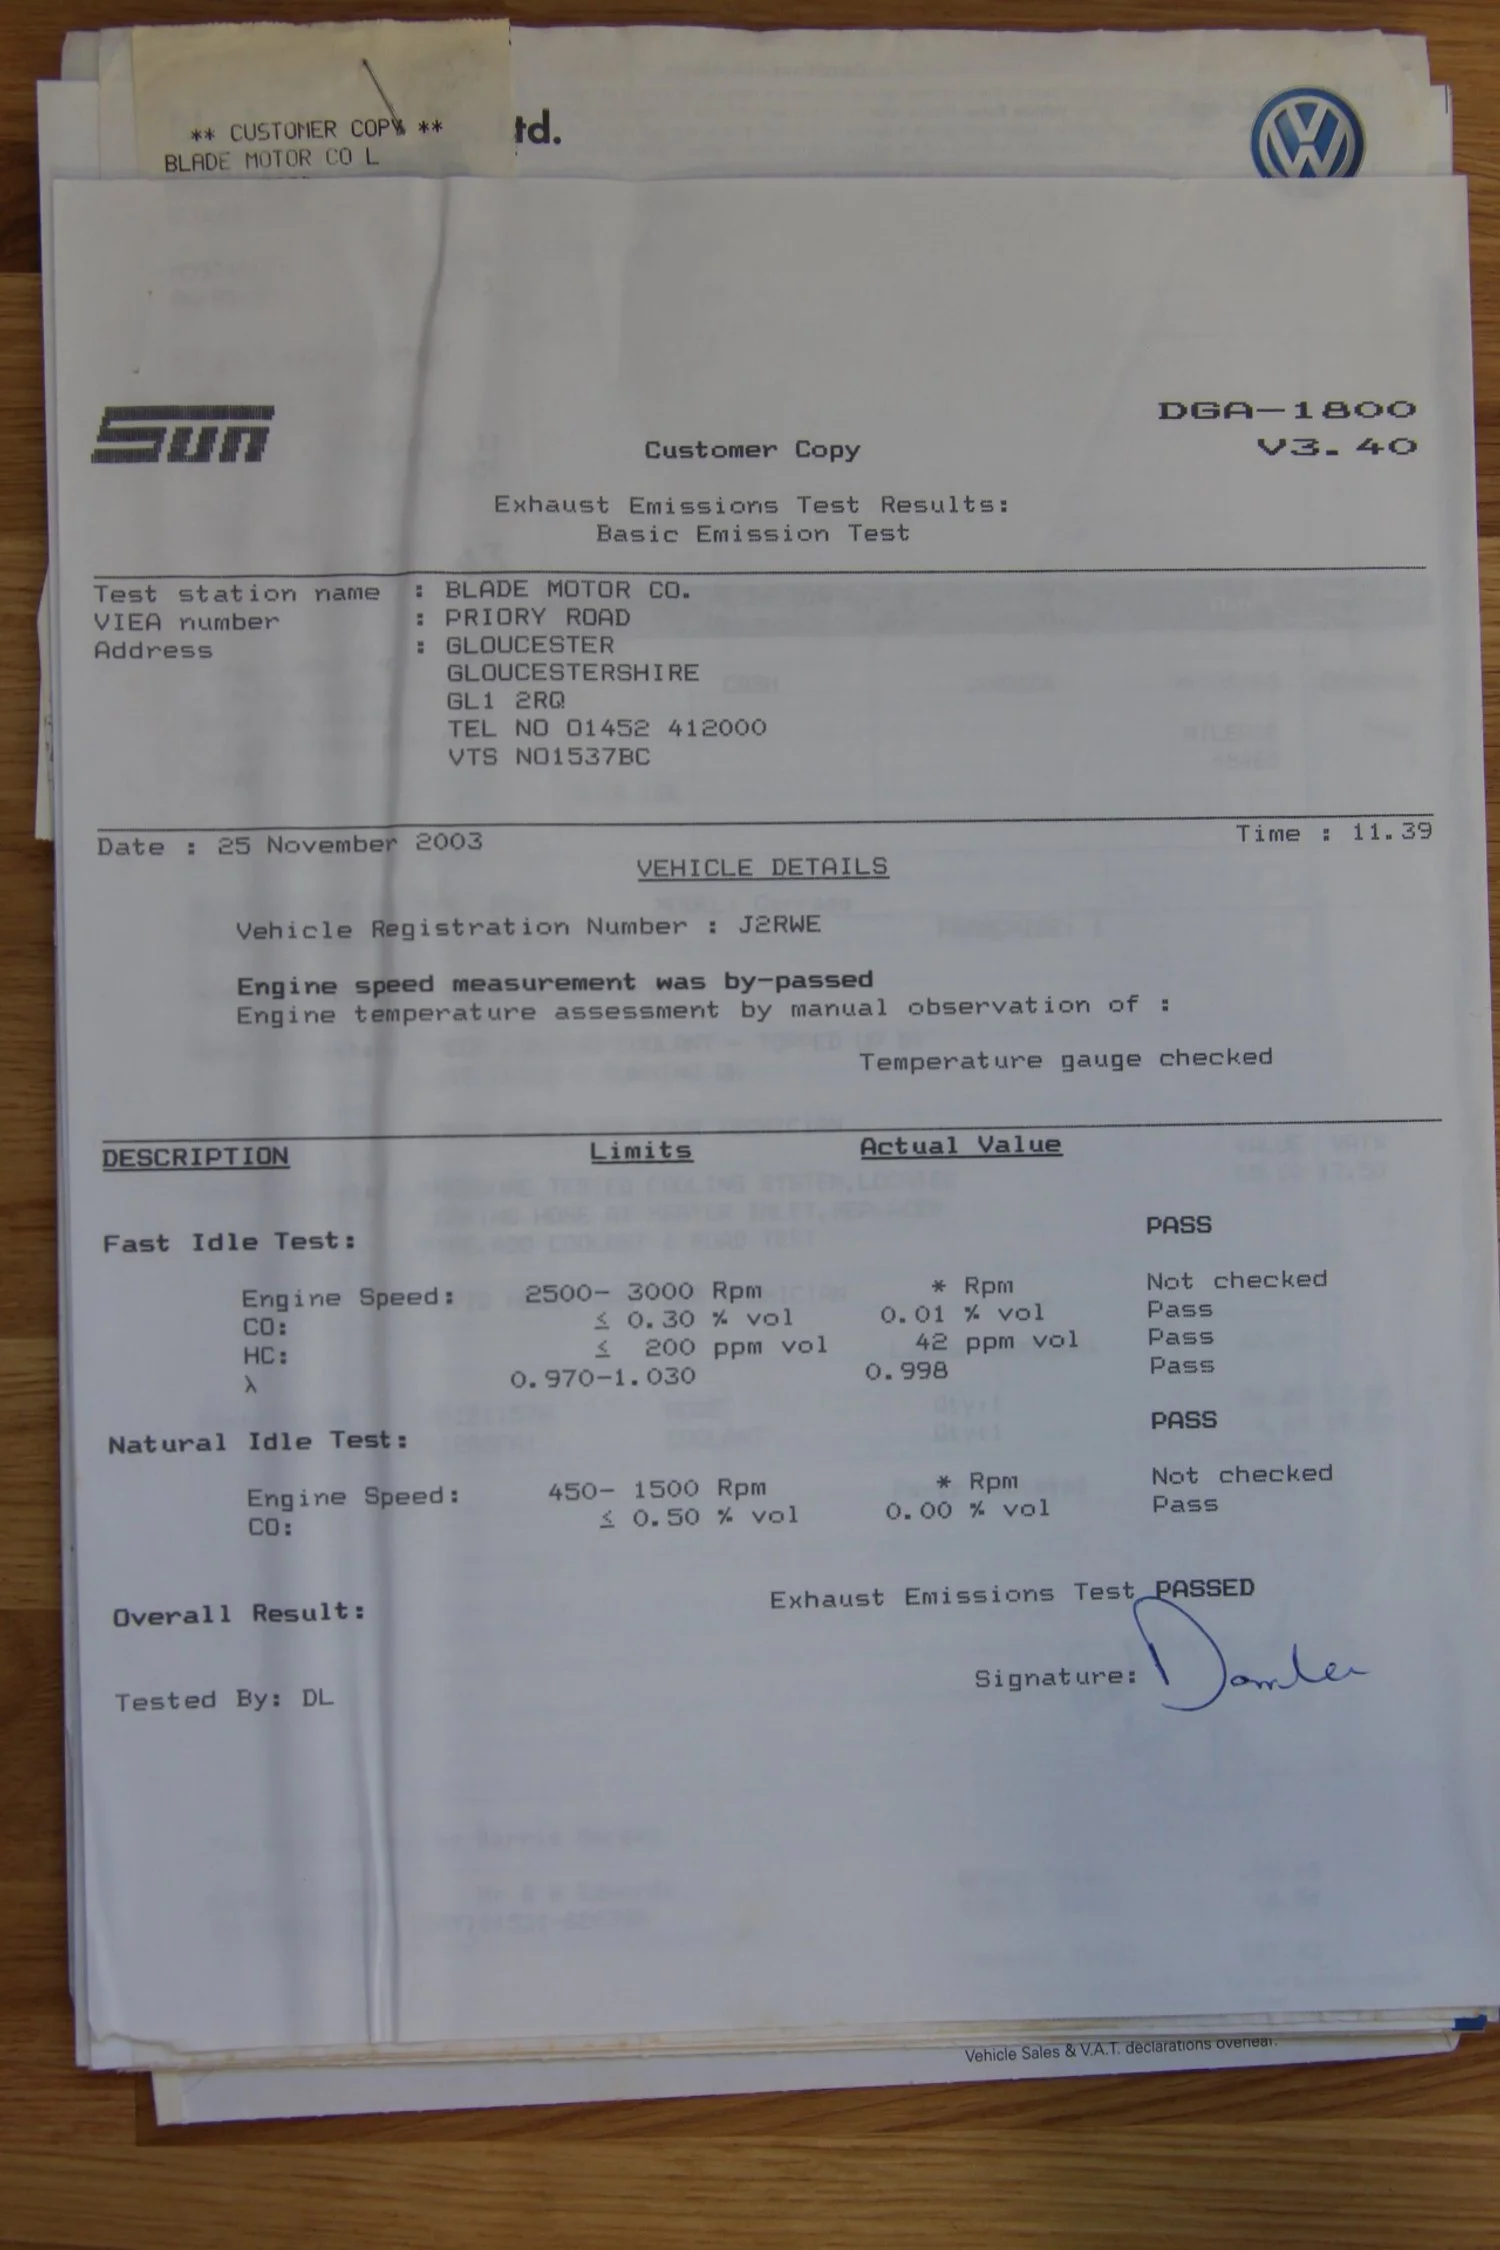 ** CUSTOMER COPY **
BLADE MOTOR CO L
td.
Sun
DGA-1800
V3.40
Customer Copy
Exhaust Emissions Test Results:
Basic Emission Test
Test station name : BLADE MOTOR CO.
VIEA number : PRIORY ROAD
Address : GLOUCESTER
GLOUCESTERSHIRE
GL1 2RQ
TEL NO 01452 412000
VTS NO1537BC
Date : 25 November 2003 Time : 11.39
VEHICLE DETAILS
Vehicle Registration Number : J2RWE
Engine speed measurement was by-passed
Engine temperature assessment by manual observation of :
Temperature gauge checked
DESCRIPTION Limits Actual Value
Fast Idle Test: PASS
Engine Speed: 2500- 3000 Rpm * Rpm Not checked
CO: ≤ 0.30 % vol 0.01 % vol Pass
HC: ≤ 200 ppm vol 42 ppm vol Pass
λ 0.970-1.030 0.998 Pass
Natural Idle Test: PASS
Engine Speed: 450- 1500 Rpm * Rpm Not checked
CO: ≤ 0.50 % vol 0.00 % vol Pass
Overall Result: Exhaust Emissions Test PASSED
Signature:
Tested By: DL
Vehicle Sales & V.A.T. declarations overleaf.